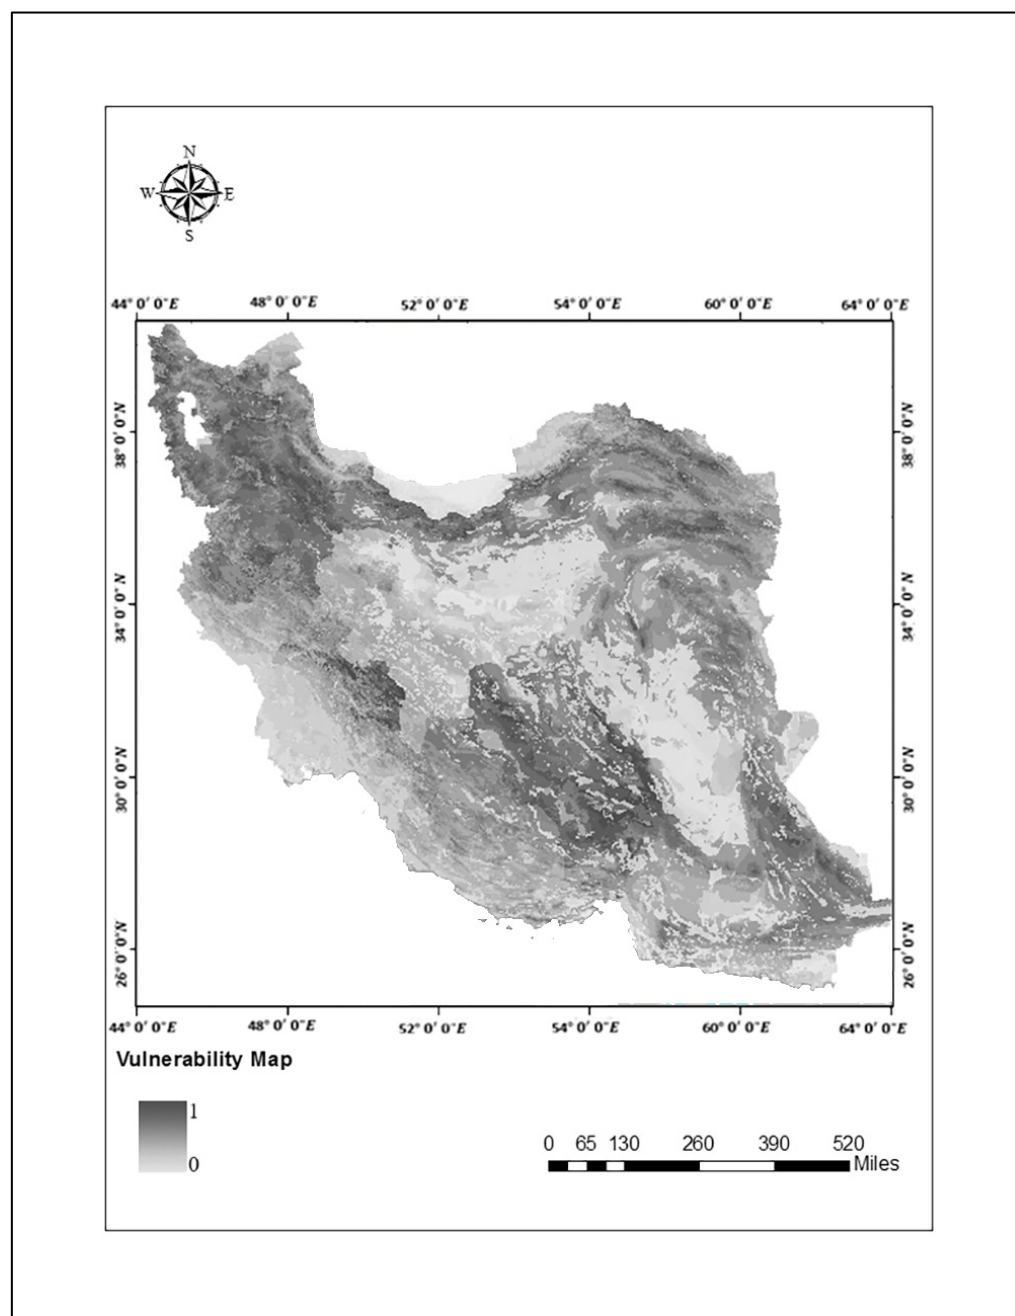 N
W E
S
44° 0' 0"E 48° 0' 0"E 52° 0' 0"E 54° 0' 0"E 60° 0' 0"E 64° 0' 0"E
38° 0' 0"N 38° 0' 0"N
34° 0' 0"N 34° 0' 0"N
30° 0' 0"N 30° 0' 0"N
26° 0' 0"N 26° 0' 0"N
44° 0' 0"E 48° 0' 0"E 52° 0' 0"E 54° 0' 0"E 60° 0' 0"E 64° 0' 0"E
Vulnerability Map
1
0
0 65 130 260 390 520
Miles